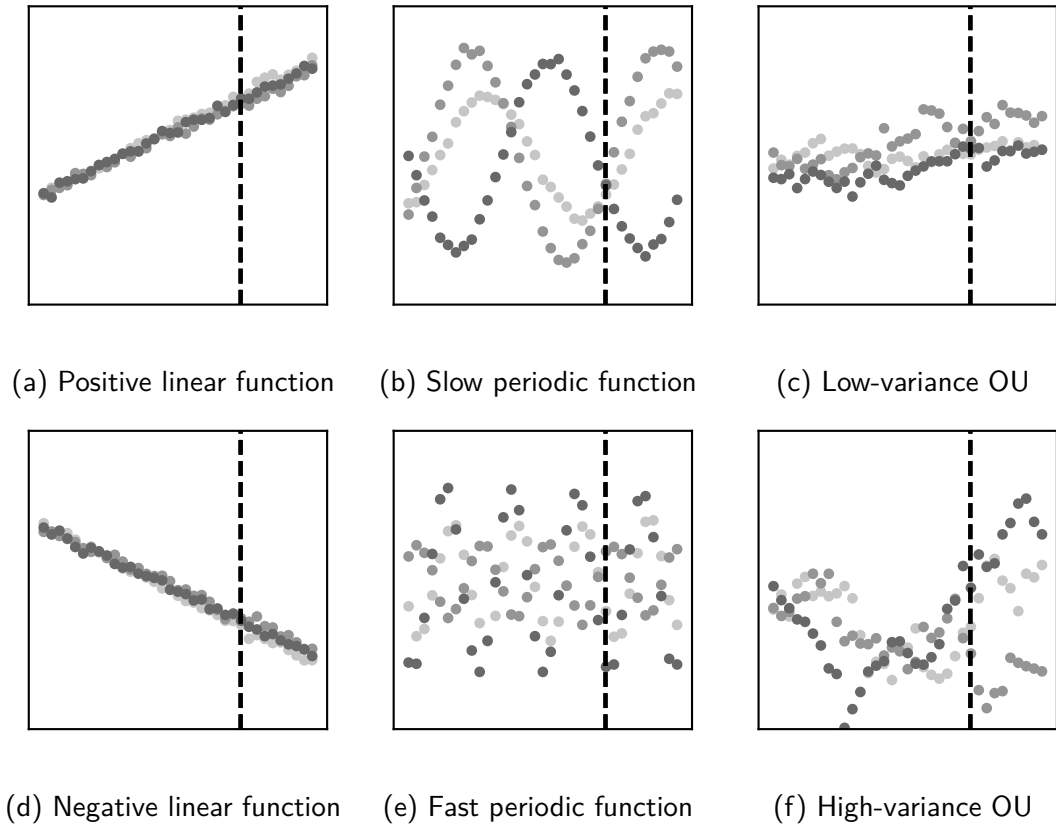 (a) Positive linear function
(b) Slow periodic function
(c) Low-variance OU
(d) Negative linear function
(e) Fast periodic function
(f) High-variance OU